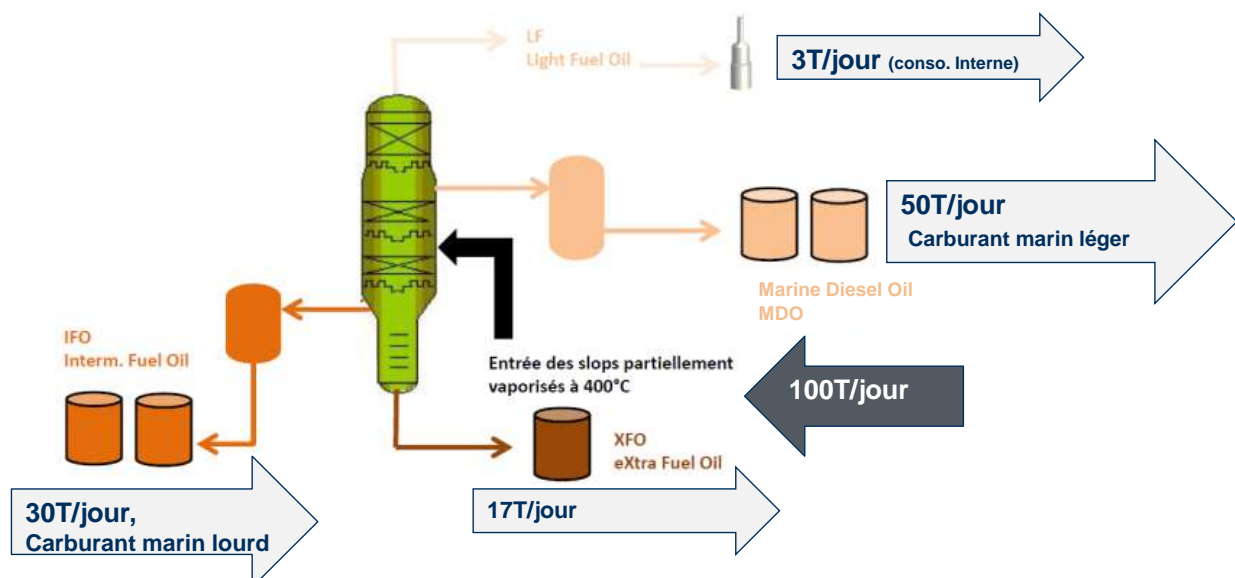 LF
Light Fuel Oil
3T/jour (conso. Interne)
50T/jour
Carburant marin léger
Marine Diesel Oil
MDO
IFO
Interm. Fuel Oil
Entrée des slops partiellement
vaporisés à 400°C
100T/jour
XFO
eXtra Fuel Oil
30T/jour,
Carburant marin lourd
17T/jour